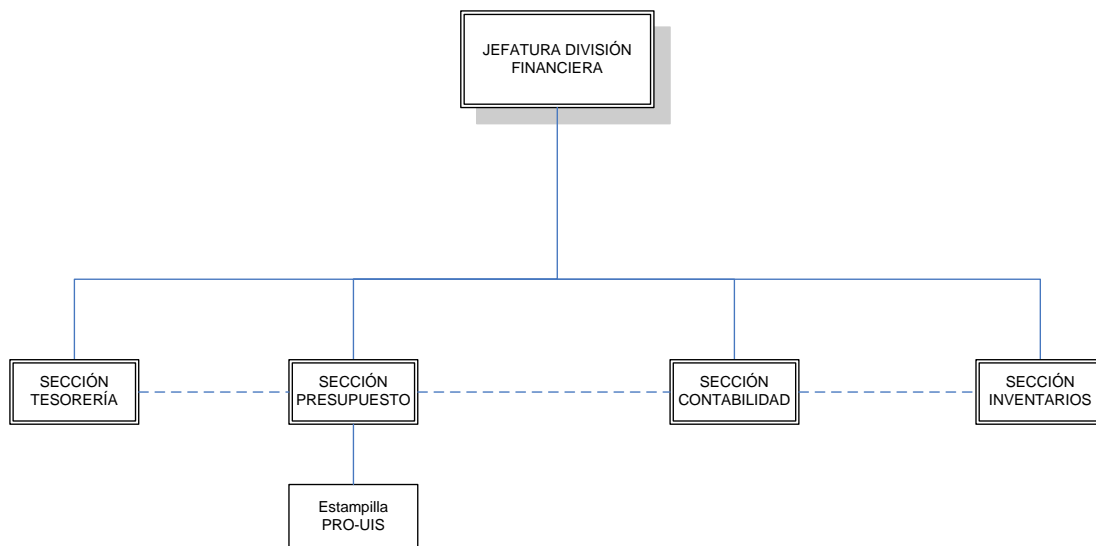 JEFATURA DIVISIÓN
FINANCIERA
SECCIÓN
TESORERÍA
SECCIÓN
PRESUPUESTO
SECCIÓN
CONTABILIDAD
SECCIÓN
INVENTARIOS
Estampilla
PRO-UIS